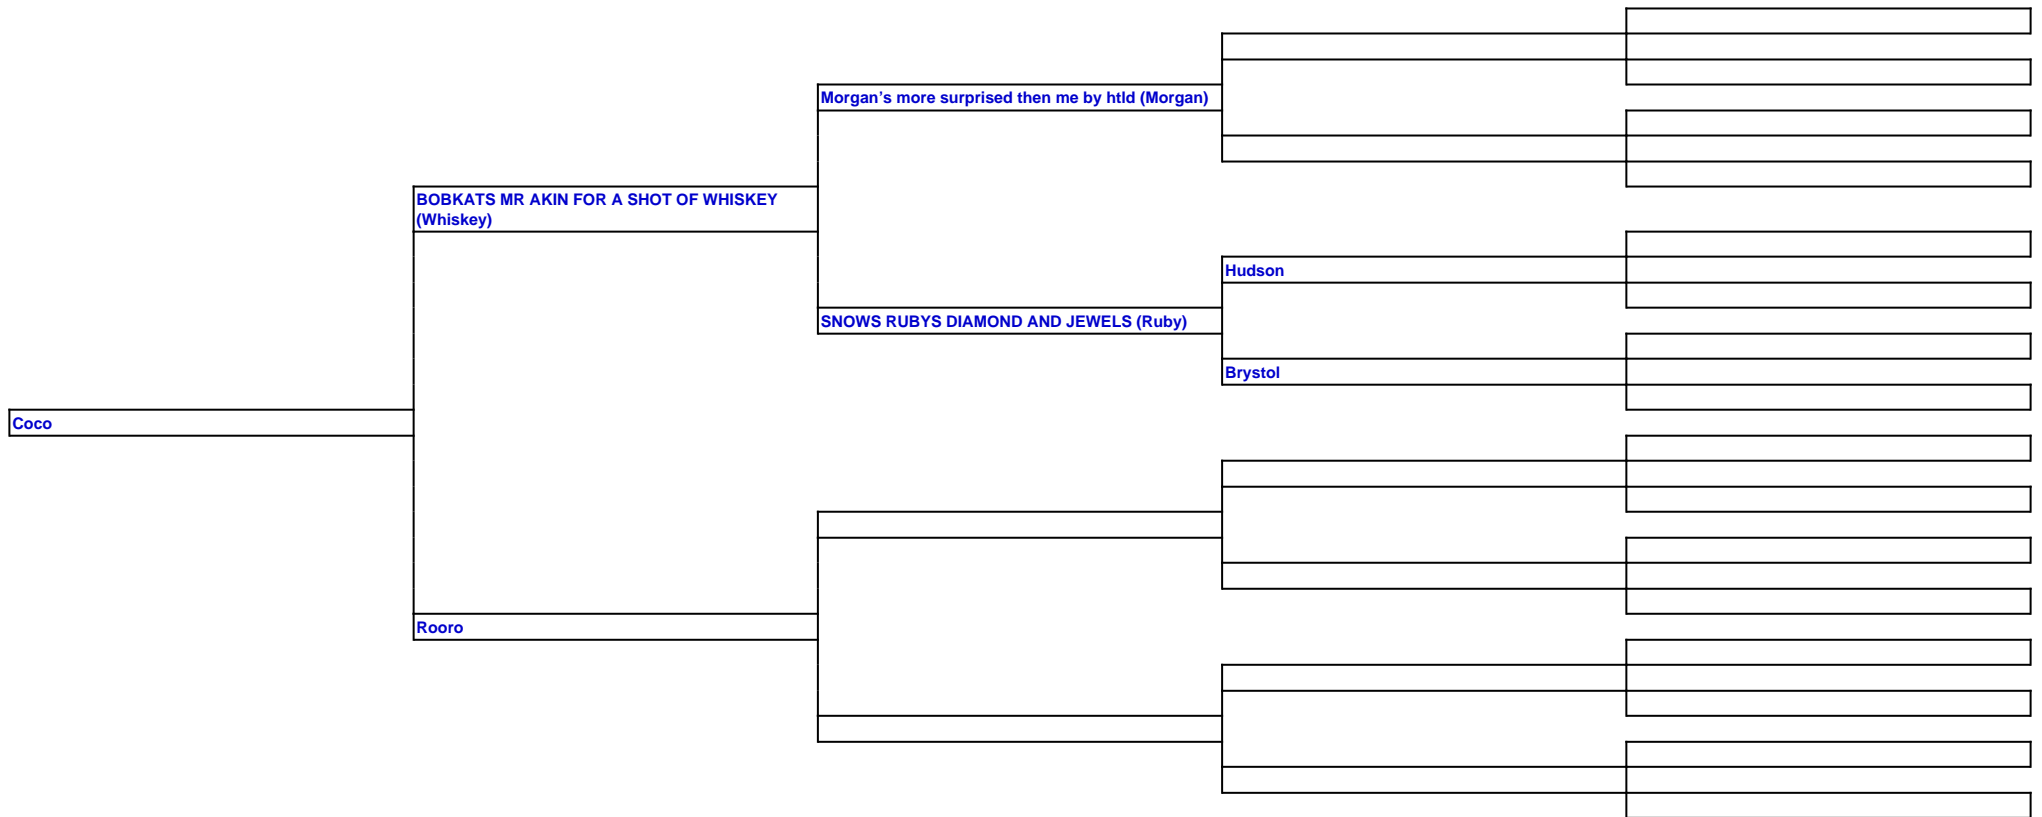 Morgan’s more surprised then me by htld (Morgan)
BOBKATS MR AKIN FOR A SHOT OF WHISKEY
(Whiskey)
Hudson
SNOWS RUBYS DIAMOND AND JEWELS (Ruby)
Brystol
Coco
Rooro